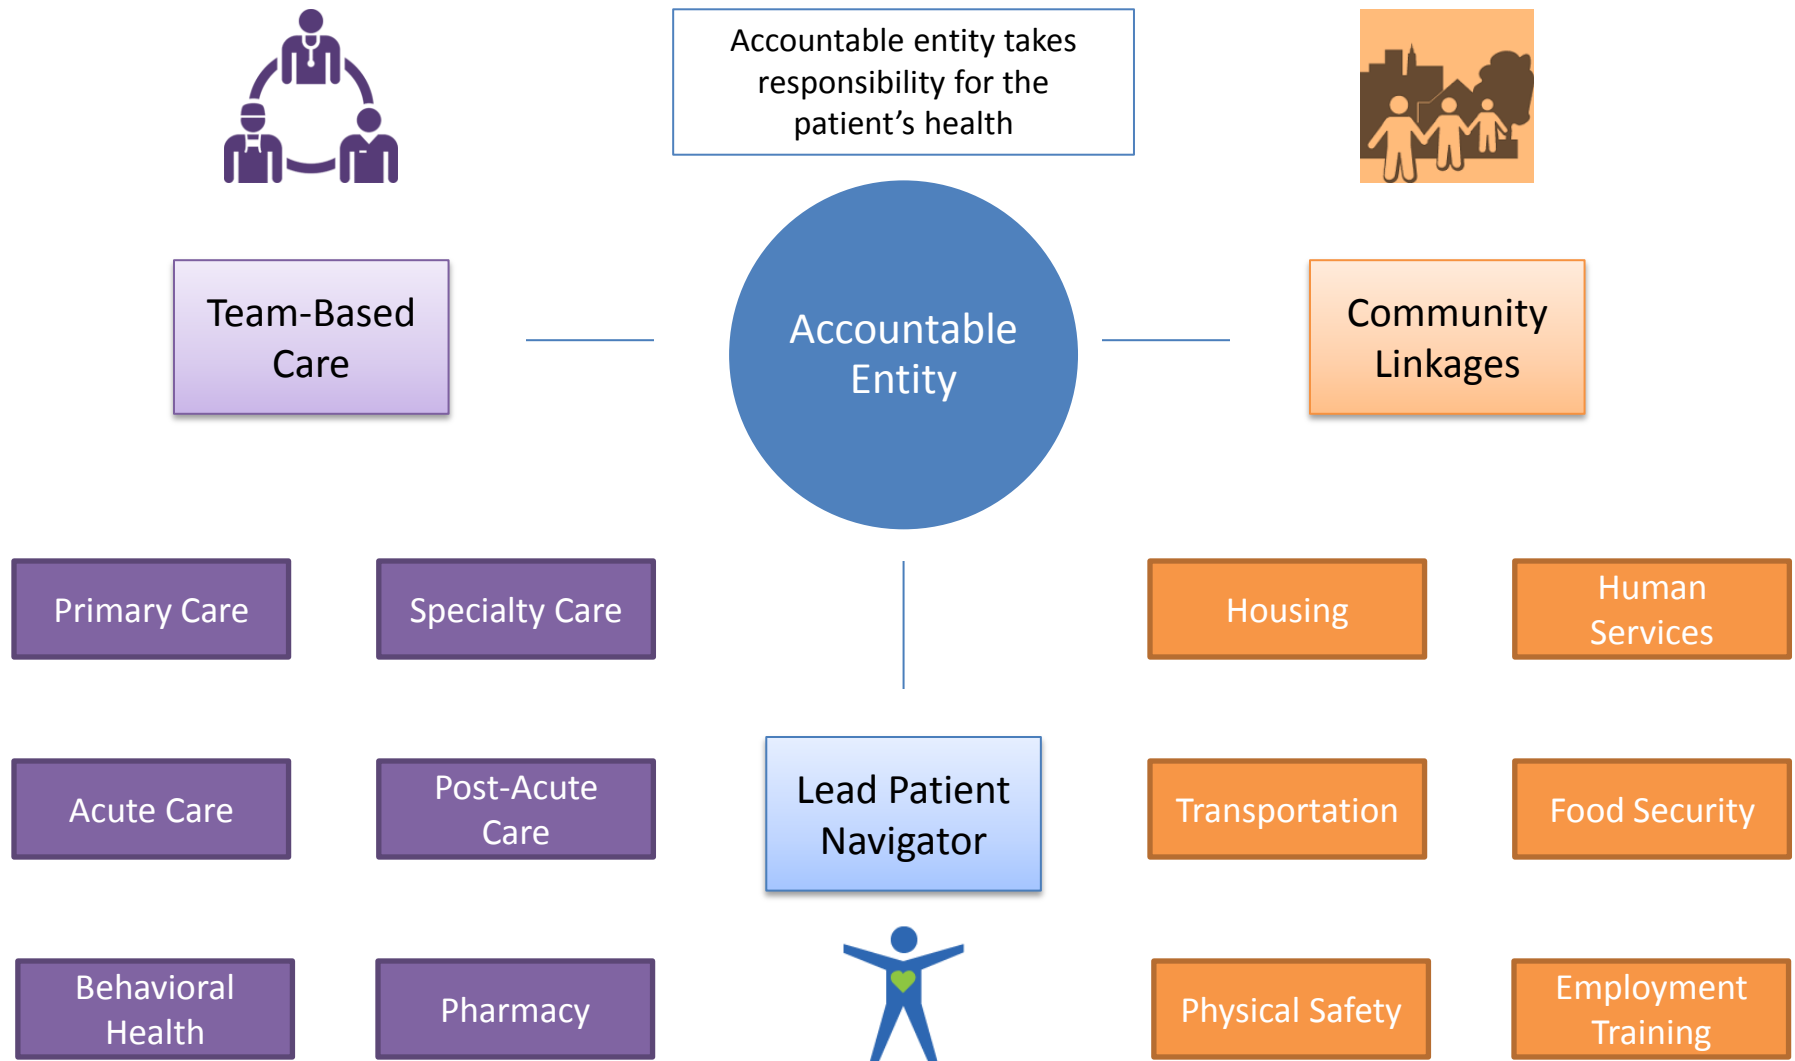 Accountable entity takes
responsibility for the
patient’s health
Team-Based
Care
Accountable
Entity
Community
Linkages
Primary Care
Specialty Care
Housing
Human
Services
Acute Care
Post-Acute
Care
Lead Patient
Navigator
Transportation
Food Security
Behavioral
Health
Pharmacy
Physical Safety
Employment
Training